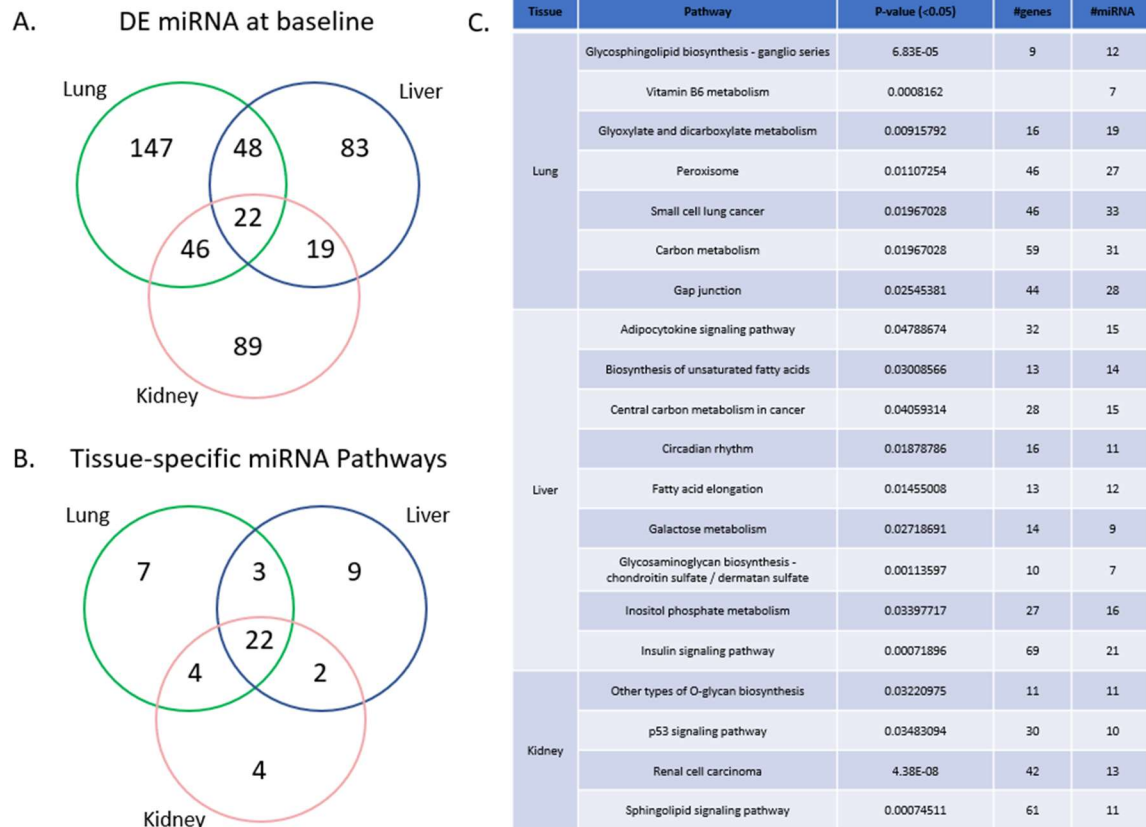 A. DE miRNA at baseline
Lung
Liver
147
48
83
22
46
19
89
Kidney
B. Tissue-specific miRNA Pathways
Lung
Liver
7
3
9
22
4
2
4
Kidney
C.
Tissue Pathway P-value (<0.05) #genes #miRNA
Lung
Glycosphingolipid biosynthesis - ganglio series 6.83E-05 9 12
Vitamin B6 metabolism 0.0008162 7
Glyoxylate and dicarboxylate metabolism 0.00915792 16 19
Peroxisome 0.01107254 46 27
Small cell lung cancer 0.01967028 46 33
Carbon metabolism 0.01967028 59 31
Gap junction 0.02545381 44 28
Liver
Adipocytokine signaling pathway 0.04788674 32 15
Biosynthesis of unsaturated fatty acids 0.03008566 13 14
Central carbon metabolism in cancer 0.04059314 28 15
Circadian rhythm 0.01878786 16 11
Fatty acid elongation 0.01455008 13 12
Galactose metabolism 0.02718691 14 9
Glycosaminoglycan biosynthesis -
chondroitin sulfate / dermatan sulfate 0.00113597 10 7
Inositol phosphate metabolism 0.03397717 27 16
Insulin signaling pathway 0.00071896 69 21
Kidney
Other types of O-glycan biosynthesis 0.03220975 11 11
p53 signaling pathway 0.03483094 30 10
Renal cell carcinoma 4.38E-08 42 13
Sphingolipid signaling pathway 0.00074511 61 11